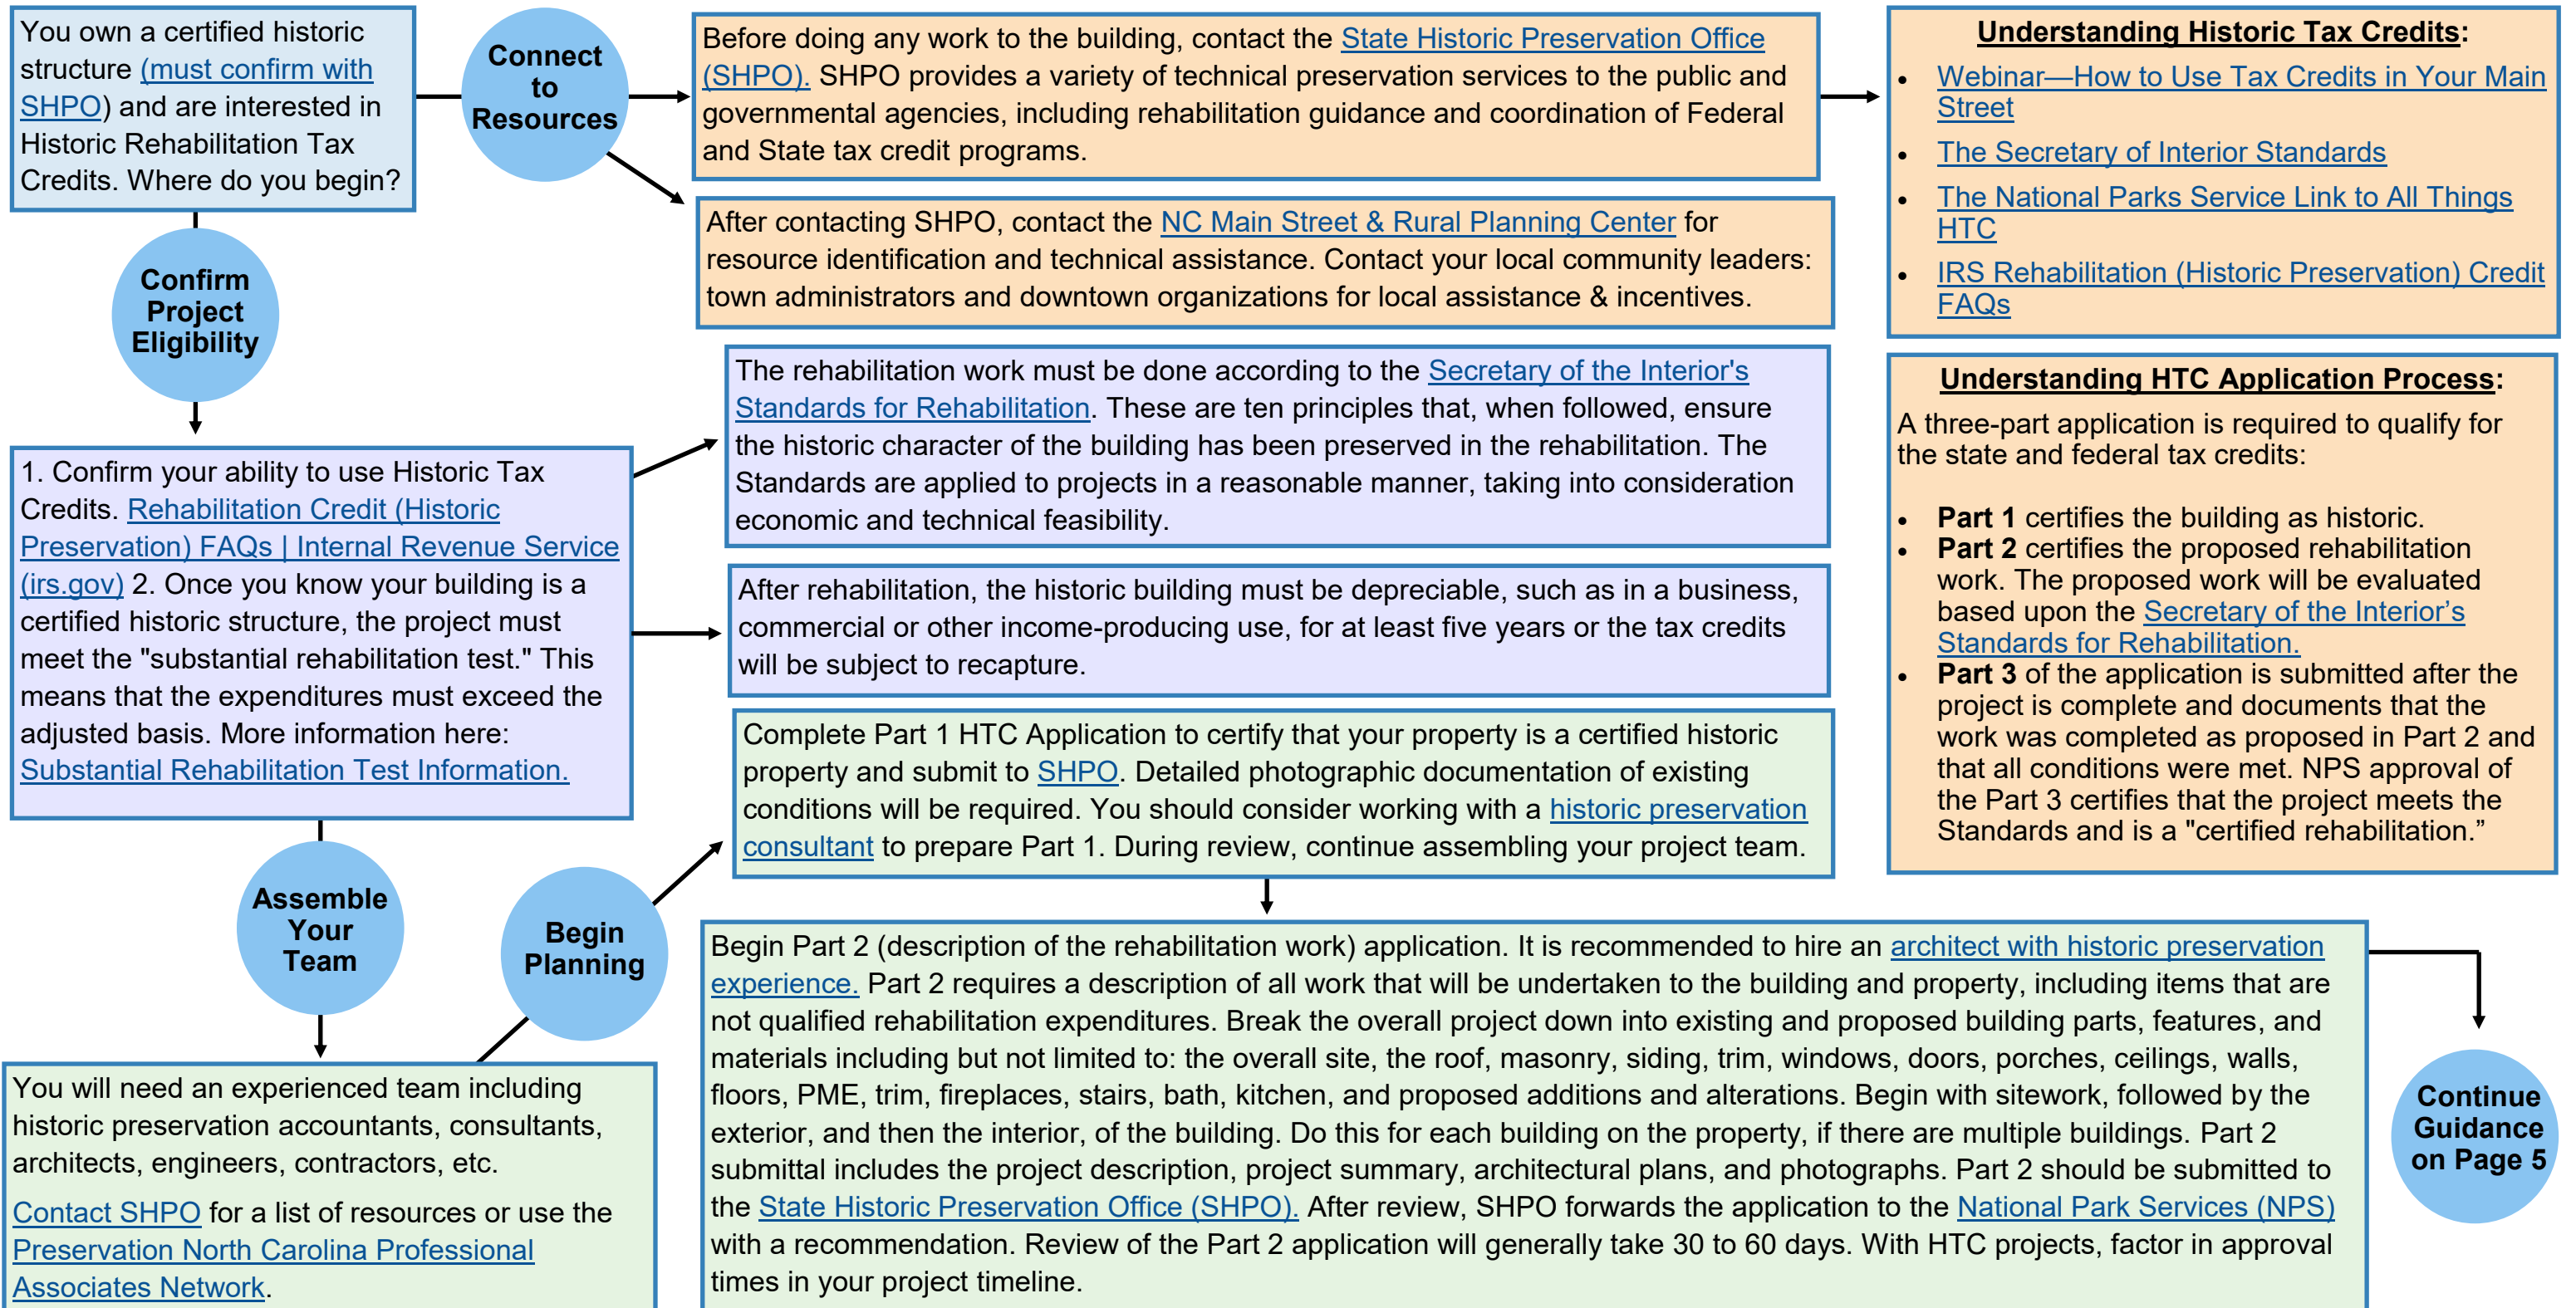 You own a certified historic
structure (must confirm with
SHPO) and are interested in
Historic Rehabilitation Tax
Credits. Where do you begin?
Connect
to
Resources
Before doing any work to the building, contact the State Historic Preservation Office
(SHPO). SHPO provides a variety of technical preservation services to the public and
governmental agencies, including rehabilitation guidance and coordination of Federal
and State tax credit programs.
After contacting SHPO, contact the NC Main Street & Rural Planning Center for
resource identification and technical assistance. Contact your local community leaders:
town administrators and downtown organizations for local assistance & incentives.
Understanding Historic Tax Credits:
• Webinar—How to Use Tax Credits in Your Main
Street
• The Secretary of Interior Standards
• The National Parks Service Link to All Things
HTC
• IRS Rehabilitation (Historic Preservation) Credit
FAQs
Confirm
Project
Eligibility
1. Confirm your ability to use Historic Tax
Credits. Rehabilitation Credit (Historic
Preservation) FAQs | Internal Revenue Service
(irs.gov) 2. Once you know your building is a
certified historic structure, the project must
meet the "substantial rehabilitation test." This
means that the expenditures must exceed the
adjusted basis. More information here:
Substantial Rehabilitation Test Information.
The rehabilitation work must be done according to the Secretary of the Interior's
Standards for Rehabilitation. These are ten principles that, when followed, ensure
the historic character of the building has been preserved in the rehabilitation. The
Standards are applied to projects in a reasonable manner, taking into consideration
economic and technical feasibility.
After rehabilitation, the historic building must be depreciable, such as in a business,
commercial or other income-producing use, for at least five years or the tax credits
will be subject to recapture.
Understanding HTC Application Process:
A three-part application is required to qualify for
the state and federal tax credits:
• Part 1 certifies the building as historic.
• Part 2 certifies the proposed rehabilitation
work. The proposed work will be evaluated
based upon the Secretary of the Interior’s
Standards for Rehabilitation.
• Part 3 of the application is submitted after the
project is complete and documents that the
work was completed as proposed in Part 2 and
that all conditions were met. NPS approval of
the Part 3 certifies that the project meets the
Standards and is a "certified rehabilitation.”
Assemble
Your
Team
You will need an experienced team including
historic preservation accountants, consultants,
architects, engineers, contractors, etc.
Contact SHPO for a list of resources or use the
Preservation North Carolina Professional
Associates Network.
Begin
Planning
Complete Part 1 HTC Application to certify that your property is a certified historic
property and submit to SHPO. Detailed photographic documentation of existing
conditions will be required. You should consider working with a historic preservation
consultant to prepare Part 1. During review, continue assembling your project team.
Begin Part 2 (description of the rehabilitation work) application. It is recommended to hire an architect with historic preservation
experience. Part 2 requires a description of all work that will be undertaken to the building and property, including items that are
not qualified rehabilitation expenditures. Break the overall project down into existing and proposed building parts, features, and
materials including but not limited to: the overall site, the roof, masonry, siding, trim, windows, doors, porches, ceilings, walls,
floors, PME, trim, fireplaces, stairs, bath, kitchen, and proposed additions and alterations. Begin with sitework, followed by the
exterior, and then the interior, of the building. Do this for each building on the property, if there are multiple buildings. Part 2
submittal includes the project description, project summary, architectural plans, and photographs. Part 2 should be submitted to
the State Historic Preservation Office (SHPO). After review, SHPO forwards the application to the National Park Services (NPS)
with a recommendation. Review of the Part 2 application will generally take 30 to 60 days. With HTC projects, factor in approval
times in your project timeline.
Continue
Guidance
on Page 5